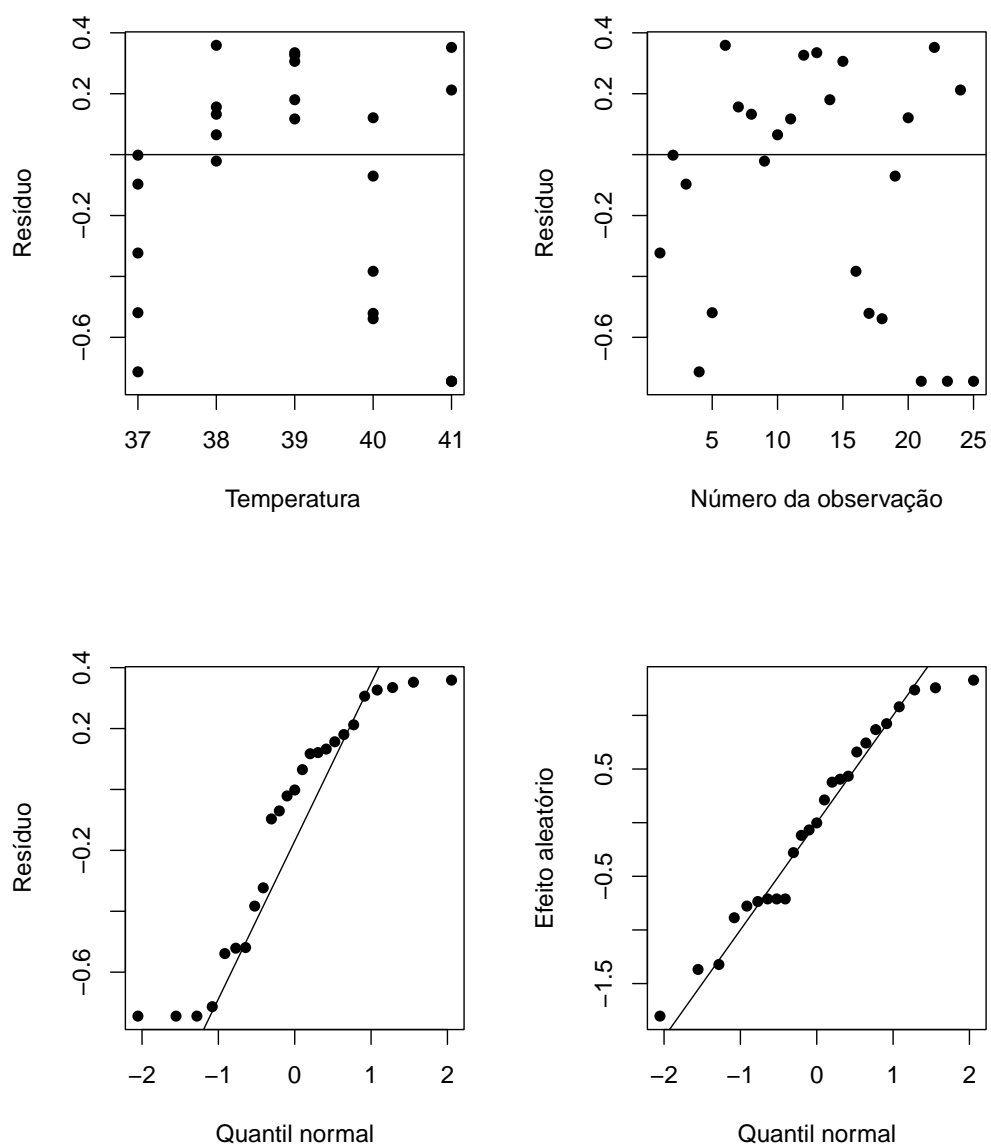 0.4
0.2
−0.2
−0.6
Resíduo
37 38 39 40 41
Temperatura
0.4
0.2
−0.2
−0.6
Resíduo
5 10 15 20 25
Número da observação
0.4
0.2
−0.2
−0.6
Resíduo
−2 −1 0 1 2
Quantil normal
0.5
−0.5
−1.5
Efeito aleatório
−2 −1 0 1 2
Quantil normal